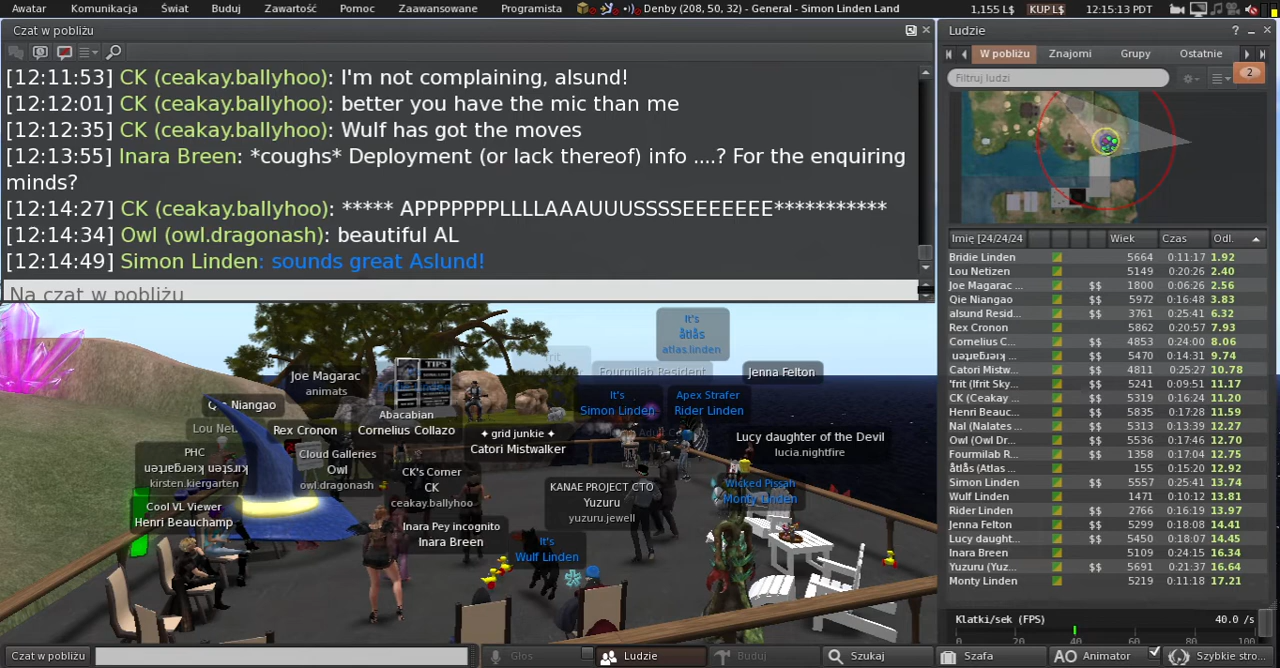 Awatar Komunikacja Świat Buduj Zawartość Pomoc Zaawansowane Programista Denby (208, 50, 32) - General - Simon Linden Land 1,155 L$ KUP L$ 12:15:13 PDT
Czat w pobliżu
[12:11:53] CK (ceakay.ballyhoo): I'm not complaining, alsund!
[12:12:01] CK (ceakay.ballyhoo): better you have the mic than me
[12:12:35] CK (ceakay.ballyhoo): Wulf has got the moves
[12:13:55] Inara Breen: *coughs* Deployment (or lack thereof) info ....? For the enquiring
minds?
[12:14:27] CK (ceakay.ballyhoo): ***** APPPPPPPLLLLAAAUUUSSSSEEEEEEE***********
[12:14:34] Owl (owl.dragonash): beautiful AL
[12:14:49] Simon Linden: sounds great Aslund!
Na czat w pobliżu
It's
åtlås
atlas.linden
Fourmilab Resident
Jenna Felton
TIPS
Joe Magarac
animats
It's
Simon Linden
Apex Strafer
Rider Linden
Qie Niangao
Lou Net
Rex Cronon
Abacabian
Cornelius Collazo
✦ grid junkie ✦
Catori Mistwalker
Lucy daughter of the Devil
lucia.nightfire
PHC
kirsten.kiergarten
Cloud Galleries
Owl
owl.dragonash
CK's Corner
CK
ceakay.ballyhoo
KANAE PROJECT CTO
Yuzuru
yuzuru.jewell
Wicked Pissah
Monty Linden
Cool VL Viewer
Henri Beauchamp
Inara Pey incognito
Inara Breen
It's
Wulf Linden
Ludzie
W pobliżu Znajomi Grupy Ostatnie
Filtruj ludzi
2
Imię [24/24/24 Wiek Czas Odl.
Bridie Linden 5664 0:11:17 1.92
Lou Netizen 5149 0:20:26 2.40
Joe Magarac ... $$ 1800 0:06:26 2.56
Qie Niangao $$ 5972 0:16:48 3.83
alsund Resid... $$ 3761 0:25:41 6.32
Rex Cronon 5862 0:20:57 7.93
Cornelius C... $$ 4853 0:24:00 8.06
$$ 5470 0:14:31 9.74
Catori Mistw... $$ 4811 0:25:27 10.78
'frit (Ifrit Sky... $$ 5241 0:09:51 11.17
CK (Ceakay ... $$ 5319 0:16:24 11.20
Henri Beauc... $$ 5835 0:17:28 11.59
Nal (Nalates ... $$ 5313 0:13:39 12.27
Owl (Owl Dr... $$ 5536 0:17:46 12.70
Fourmilab R... $$ 1358 0:17:04 12.75
åtlås (Atlas ... 155 0:15:20 12.92
Simon Linden 5557 0:25:41 13.74
Wulf Linden 1471 0:10:12 13.81
Rider Linden 2766 0:16:19 13.97
Jenna Felton $$ 5299 0:18:08 14.41
Lucy daught... $$ 5450 0:18:07 14.45
Inara Breen 5109 0:24:15 16.34
Yuzuru (Yuz... $$ 5691 0:21:37 16.64
Monty Linden 5219 0:11:18 17.21
Klatki/sek (FPS) 40.0 /s
0 20 40 60 80 100
Czat w pobliżu Głos Ludzie Buduj Szukaj Szafa AO Animator Szybkie stro...